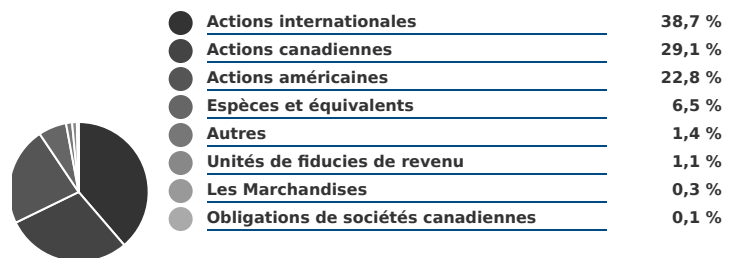 Actions internationales 38,7 %
Actions canadiennes 29,1 %
Actions américaines 22,8 %
Espèces et équivalents 6,5 %
Autres 1,4 %
Unités de fiducies de revenu 1,1 %
Les Marchandises 0,3 %
Obligations de sociétés canadiennes 0,1 %